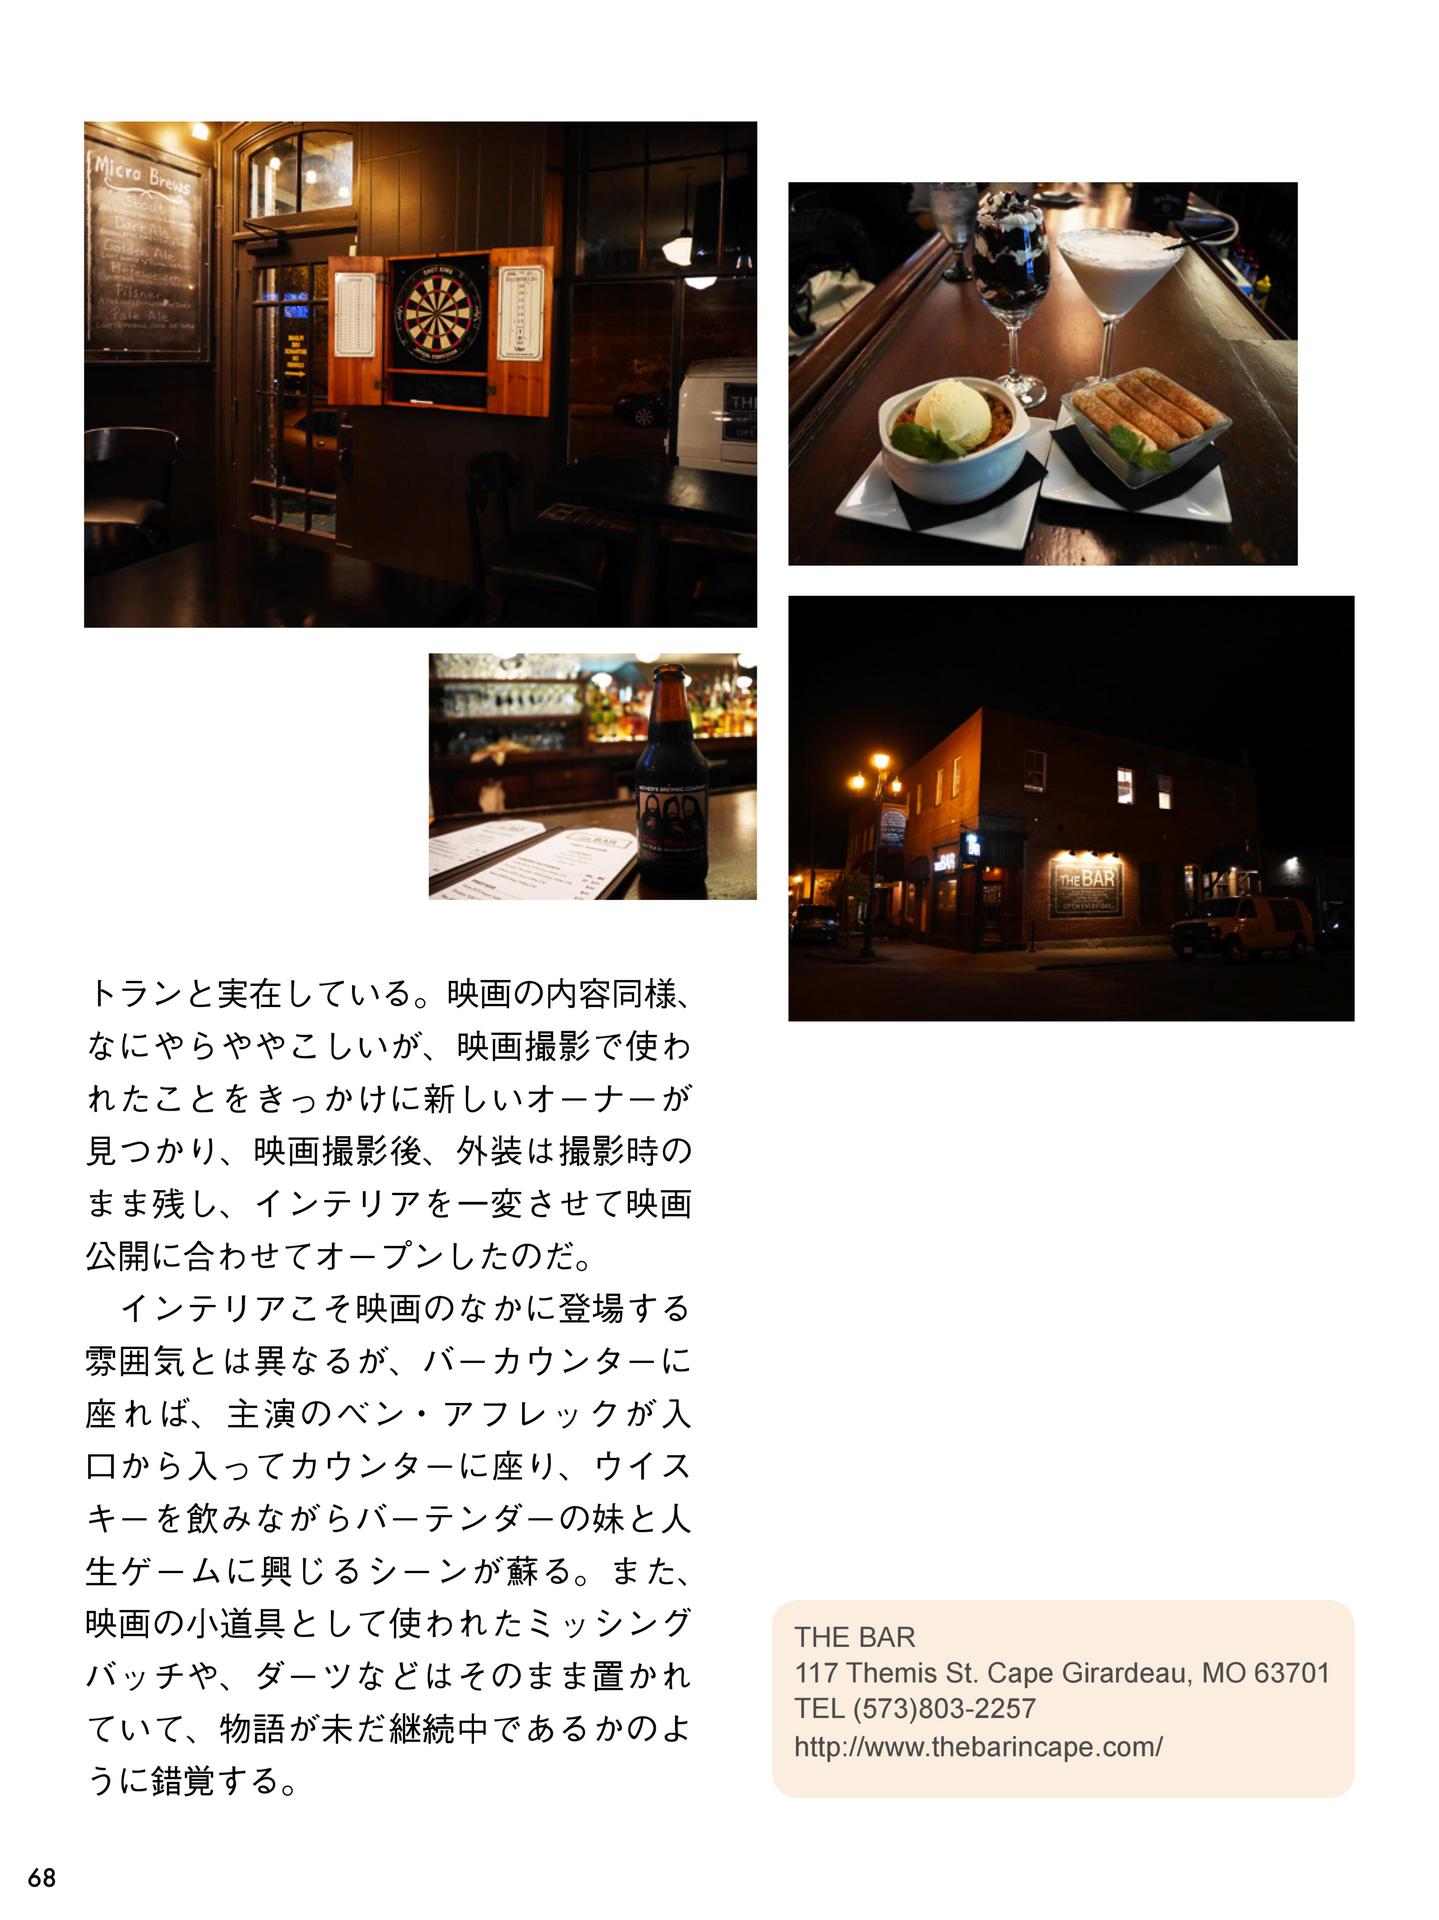 Micro Brews
Stout
Dark Ale
Golden Ale
Hefeweizen
Pilsner
Pale Ale
SHOT KING
THE
MOTHER'S BREWING COMPANY
THE BAR
THE BAR
BAR
THE BAR
OPEN EVERY DAY
トランと実在している。映画の内容同様、
なにやらややこしいが、映画撮影で使わ
れたことをきっかけに新しいオーナーが
見つかり、映画撮影後、外装は撮影時の
まま残し、インテリアを一変させて映画
公開に合わせてオープンしたのだ。
インテリアこそ映画のなかに登場する
雰囲気とは異なるが、バーカウンターに
座れば、主演のベン・アフレックが入
口から入ってカウンターに座り、ウイス
キーを飲みながらバーテンダーの妹と人
生ゲームに興じるシーンが蘇る。また、
映画の小道具として使われたミッシング
バッチや、ダーツなどはそのまま置かれ
ていて、物語が未だ継続中であるかのよ
うに錯覚する。
THE BAR
117 Themis St. Cape Girardeau, MO 63701
TEL (573)803-2257
http://www.thebarincape.com/
68